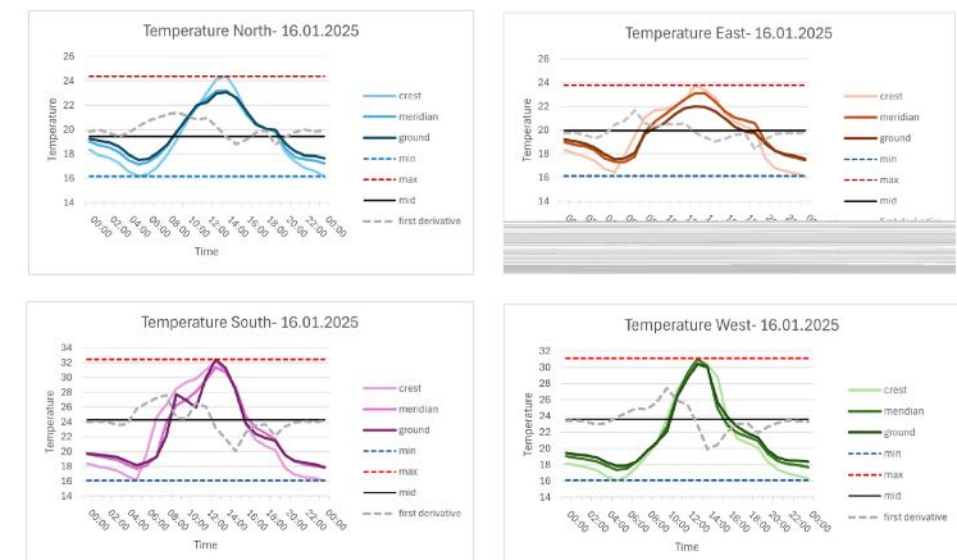 Temperature North- 16.01.2025
26
24
22
20
18
16
14
Temperature
00:00
02:00
04:00
06:00
08:00
10:00
12:00
14:00
16:00
18:00
20:00
22:00
00:00
Time
crest
meridian
ground
min
max
mid
first derivative
Temperature East- 16.01.2025
26
24
22
20
18
16
14
Temperature
crest
meridian
ground
min
max
mid
Temperature South- 16.01.2025
34
32
30
28
26
24
22
20
18
16
14
Temperature
00:00
02:00
04:00
06:00
08:00
10:00
12:00
14:00
16:00
18:00
20:00
22:00
00:00
Time
crest
meridian
ground
min
max
mid
first derivative
Temperature West- 16.01.2025
32
30
28
26
24
22
20
18
16
14
Temperature
00:00
02:00
04:00
06:00
08:00
10:00
12:00
14:00
16:00
18:00
20:00
22:00
00:00
Time
crest
meridian
ground
min
max
mid
first derivative